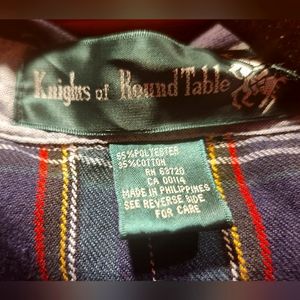 Knights of Round Table
65%POLYESTER
35%COTTON
RN 63720
CA 00114
MADE IN PHILIPPINES
SEE REVERSE SIDE
FOR CARE